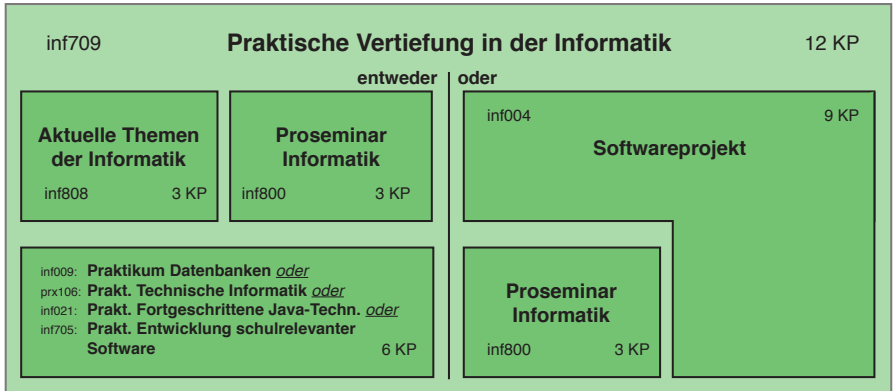 inf709 Praktische Vertiefung in der Informatik 12 KP
entweder oder
Aktuelle Themen
der Informatik
inf808 3 KP
Proseminar
Informatik
inf800 3 KP
inf009: Praktikum Datenbanken oder
prx106: Prakt. Technische Informatik oder
inf021: Prakt. Fortgeschrittene Java-Techn. oder
inf705: Prakt. Entwicklung schulrelevanter
Software 6 KP
inf004 9 KP
Softwareprojekt
Proseminar
Informatik
inf800 3 KP